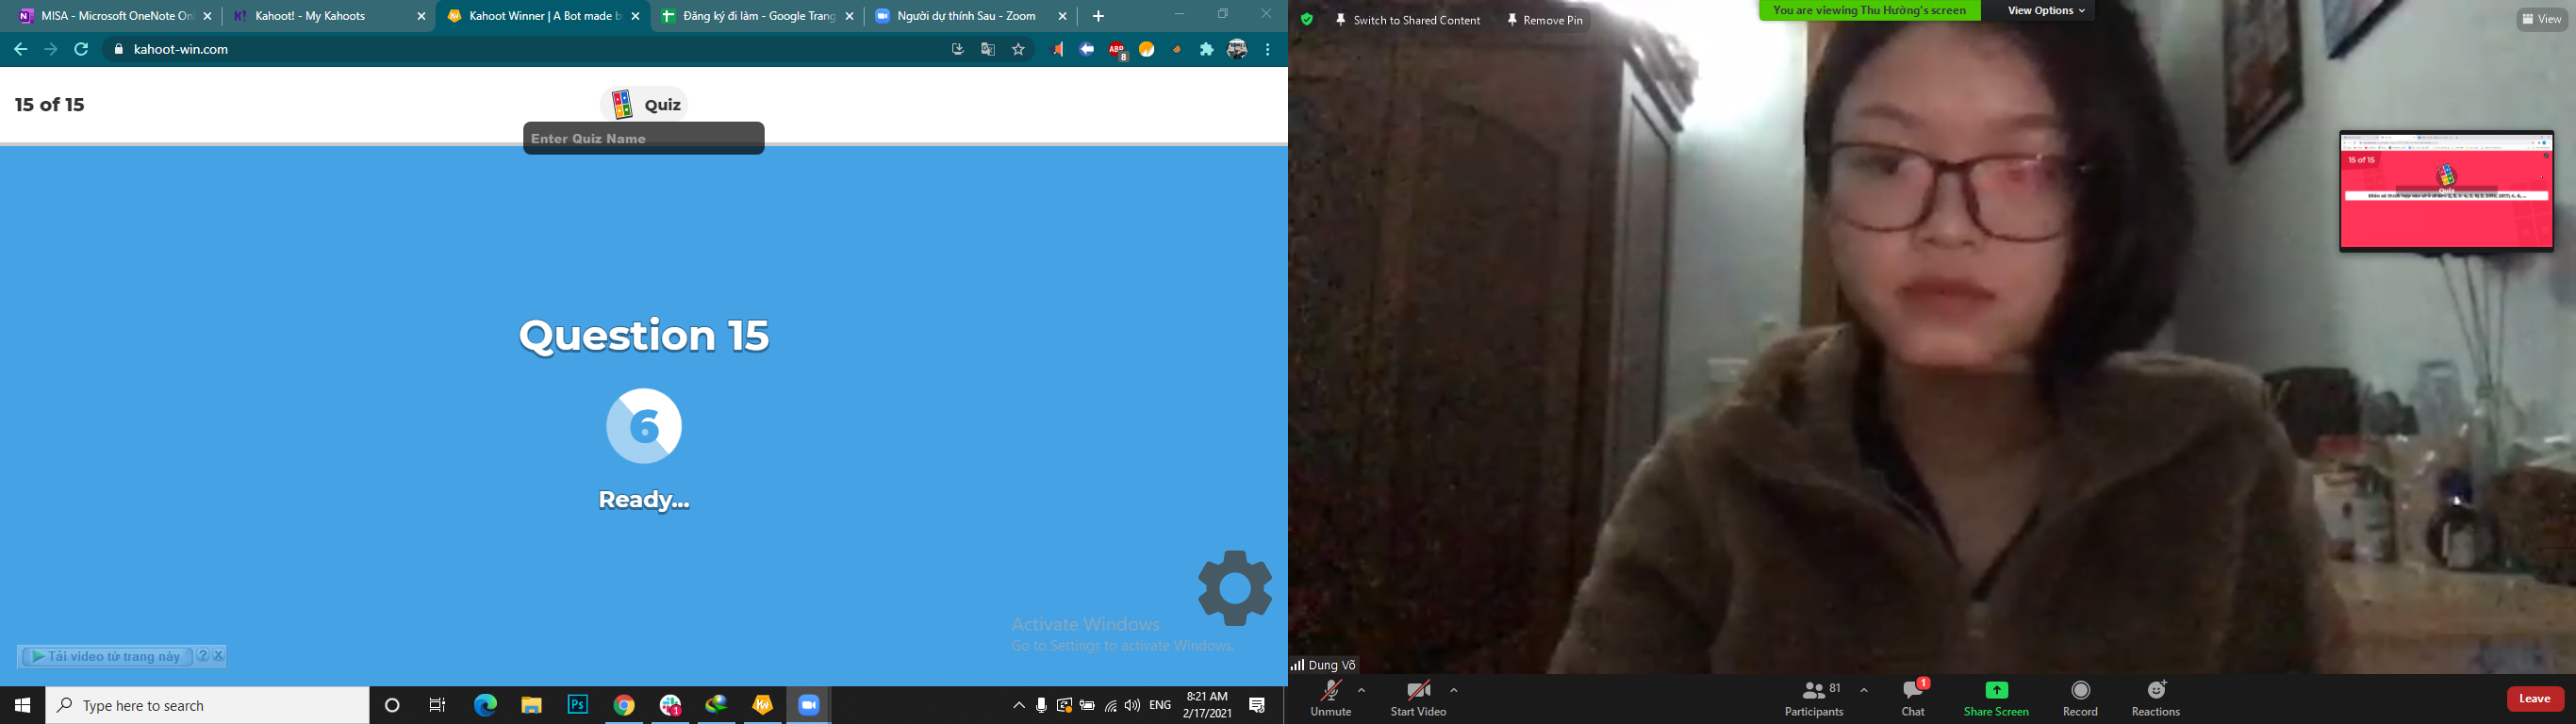 MISA - Microsoft OneNote On
Kahoot! - My Kahoots
Kahoot Winner | A Bot made b
Đăng ký đi làm - Google Trang
Người dự thính Sau - Zoom
kahoot-win.com
ABP
8
15 of 15
Quiz
Enter Quiz Name
Question 15
6
Ready...
Activate Windows
Go to Settings to activate Windows.
Tải video từ trang này
?
X
Type here to search
Ps
1
ENG
8:21 AM
2/17/2021
Switch to Shared Content
Remove Pin
You are viewing Thu Hường's screen
View Options
View
15 of 15
Quiz
Dung Võ
Unmute
Start Video
Participants
81
Chat
1
Share Screen
Record
Reactions
Leave